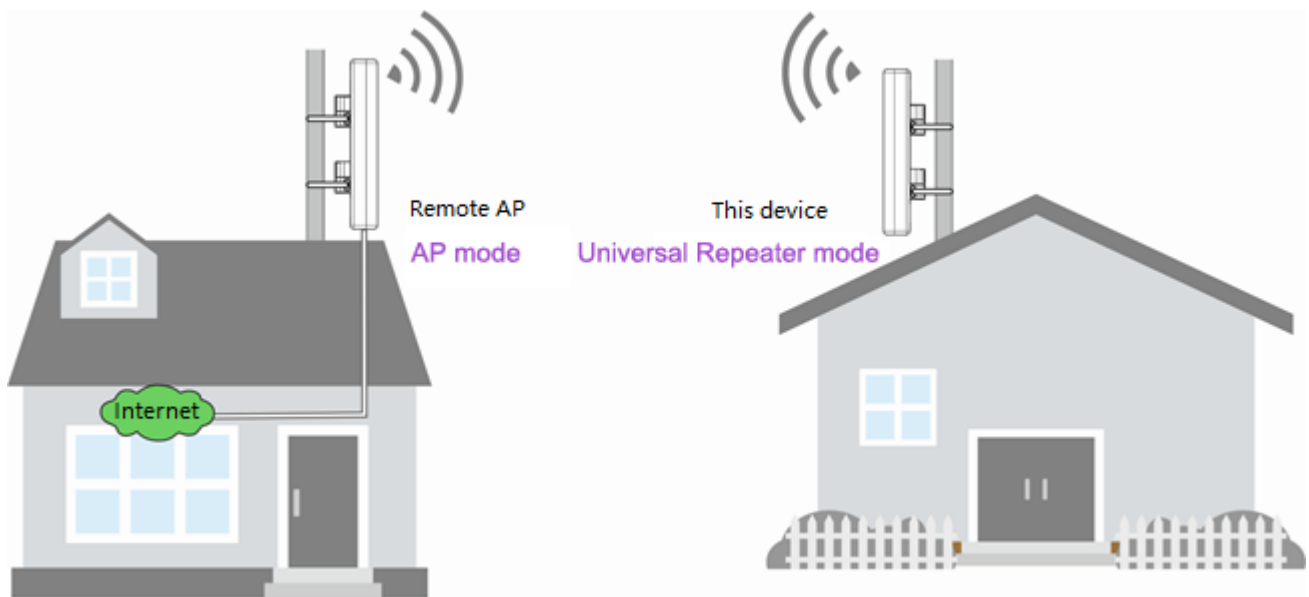 Remote AP
AP mode
This device
Universal Repeater mode
Internet